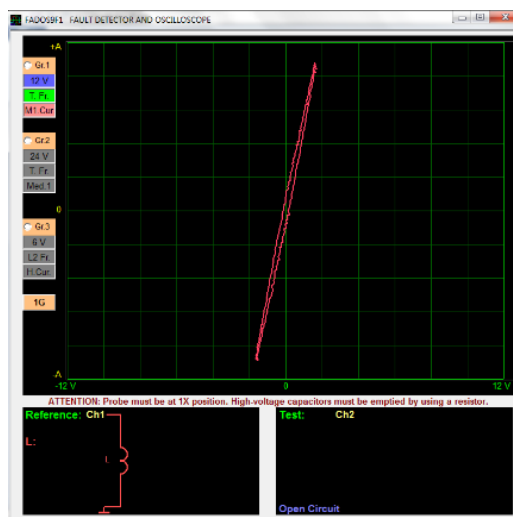 FADOS9F1 FAULT DETECTOR AND OSCILLOSCOPE
+A
Gr.1
12 V
T. Fr.
M1.Cur
Gr.2
24 V
T. Fr.
Med.1
0
Gr.3
6 V
L2 Fr.
H.Cur.
1G
-A
-12 V 0 12 V
ATTENTION: Probe must be at 1X position. High-voltage capacitors must be emptied by using a resistor.
Reference: Ch1 Test: Ch2
L:
L
Open Circuit